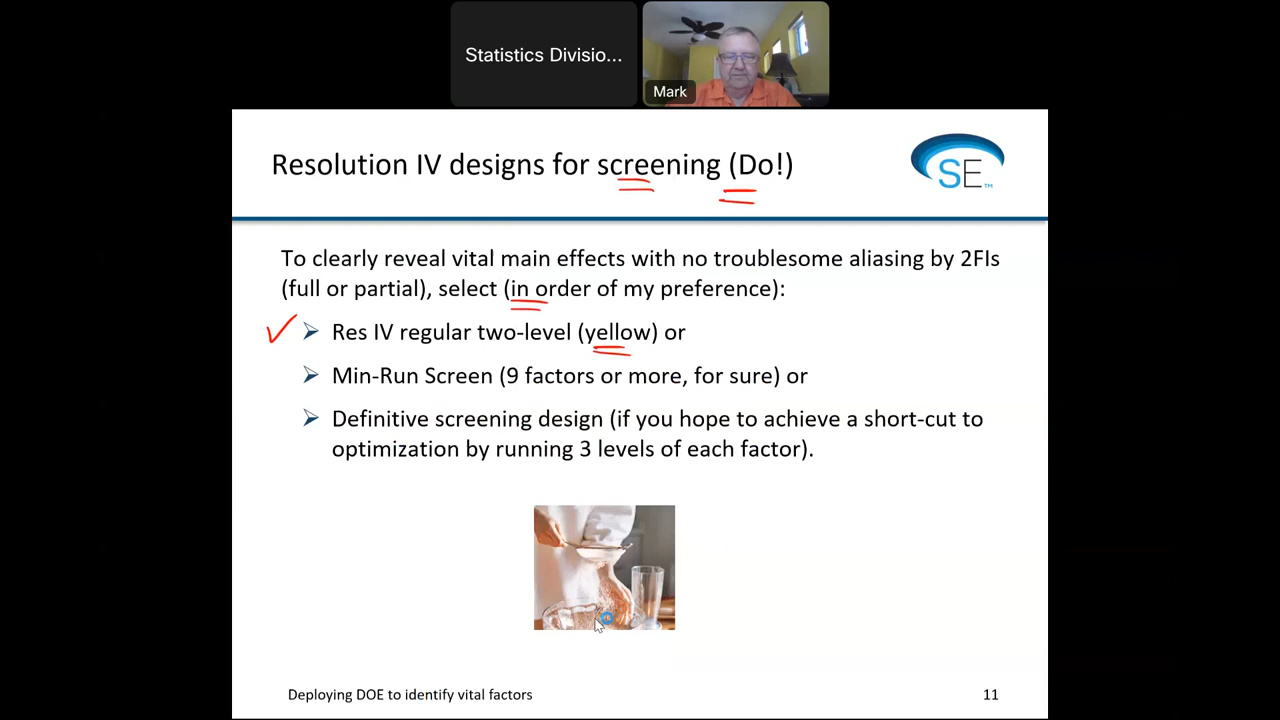 Statistics Divisio...
Mark
Resolution IV designs for screening (Do!)
SE™
To clearly reveal vital main effects with no troublesome aliasing by 2FIs
(full or partial), select (in order of my preference):
Res IV regular two-level (yellow) or
Min-Run Screen (9 factors or more, for sure) or
Definitive screening design (if you hope to achieve a short-cut to
optimization by running 3 levels of each factor).
Deploying DOE to identify vital factors
11